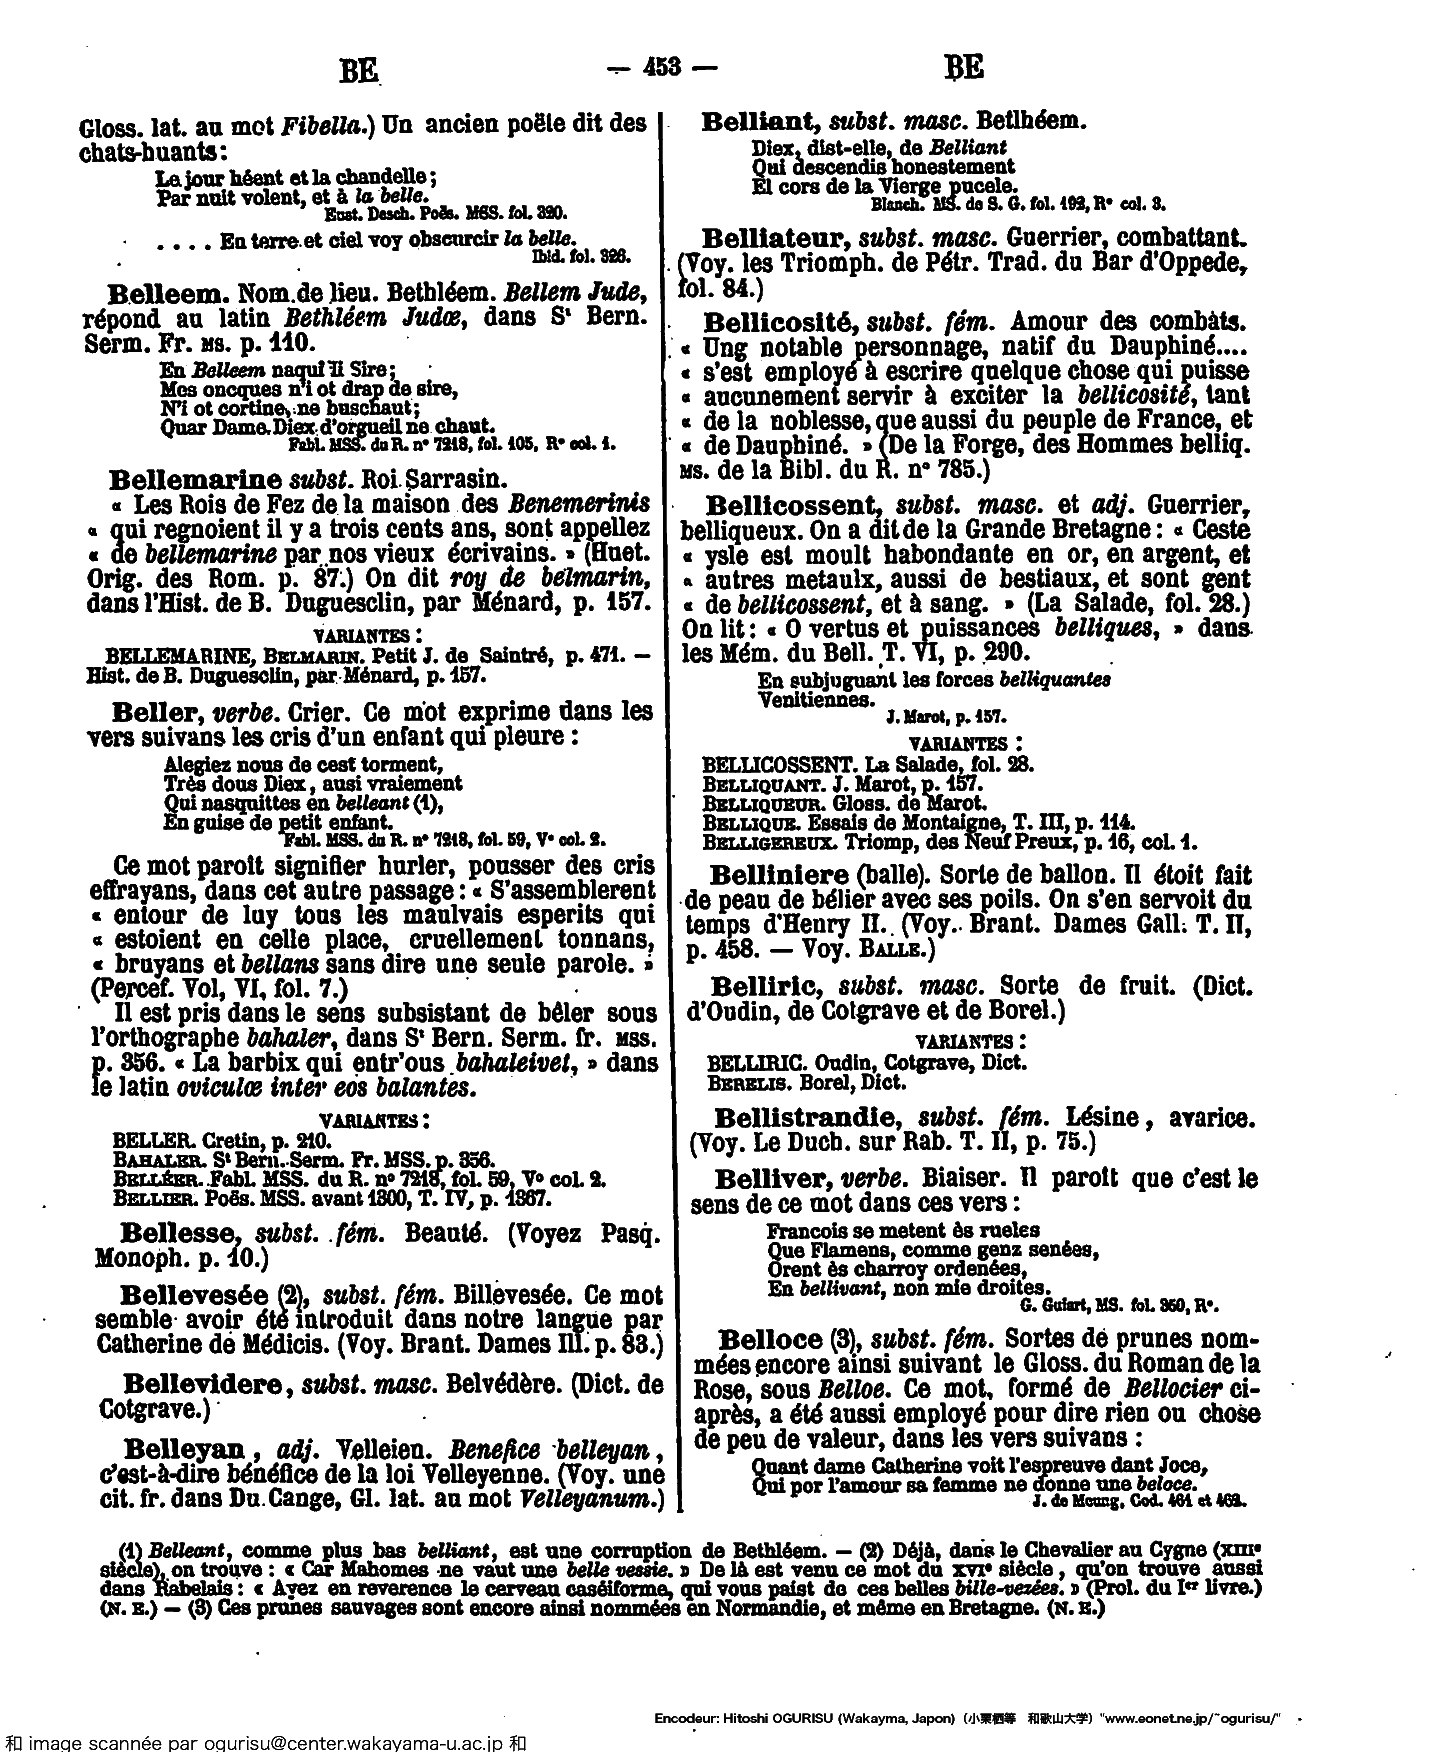 BE — 453 — BE
Gloss. lat. au mot Fibella.) Un ancien poëte dit des
chats-huants :
Le jour héent et la chandelle ;
Par nuit volent, et à la belle.
Eust. Desch. Poës. MSS. fol. 320.
. . . . En terre et ciel voy obscurcir la belle.
Ibid. fol. 326.
Belleem. Nom de lieu. Bethléem. Bellem Jude,
répond au latin Bethléem Judæ, dans St Bern.
Serm. Fr. MS. p. 110.
En Belleem naqui li Sire ;
Mes oncques n'i ot drap de sire,
N'i ot cortine, ne buschaut ;
Quar Dame Diex d'orgueil ne chaut.
Fabl. MSS. du R. nº 7218, fol. 105, Rº col. 1.
Bellemarine subst. Roi Sarrasin.
« Les Rois de Fez de la maison des Benemerinis
« qui regnoient il y a trois cents ans, sont appellez
« de bellemarine par nos vieux écrivains. » (Huet.
Orig. des Rom. p. 87.) On dit roy de belmarin,
dans l'Hist. de B. Duguesclin, par Ménard, p. 157.
VARIANTES :
BELLEMARINE, BELMARIN. Petit J. de Saintré, p. 471. —
Hist. de B. Duguesclin, par Ménard, p. 157.
Beller, verbe. Crier. Ce mot exprime dans les
vers suivans les cris d'un enfant qui pleure :
Alegiez nous de cest torment,
Très dous Diex, ausi vraiement
Qui nasquittes en belleant (1),
En guise de petit enfant.
Fabl. MSS. du R. nº 7218, fol. 59, Vº col. 2.
Ce mot paroît signifier hurler, pousser des cris
effrayans, dans cet autre passage : « S'assemblerent
« entour de luy tous les maulvais esperits qui
« estoient en celle place, cruellement tonnans,
« bruyans et bellans sans dire une seule parole. »
(Percef. Vol, VI, fol. 7.)
Il est pris dans le sens subsistant de bêler sous
l'orthographe bahaler, dans St Bern. Serm. fr. MSS.
p. 356. « La barbix qui entr'ous bahaleivet, » dans
le latin oviculæ inter eos balantes.
VARIANTES :
BELLER. Cretin, p. 210.
BAHALER. St Bern. Serm. Fr. MSS. p. 356.
BELLÉER. Fabl. MSS. du R. nº 7218, fol. 59, Vº col. 2.
BELLIER. Poës. MSS. avant 1300, T. IV, p. 1367.
Bellesse, subst. fém. Beauté. (Voyez Pasq.
Monoph. p. 10.)
Bellevesée (2), subst. fém. Billevesée. Ce mot
semble avoir été introduit dans notre langue par
Catherine de Médicis. (Voy. Brant. Dames Ill. p. 83.)
Bellevidere, subst. masc. Belvédère. (Dict. de
Cotgrave.)
Belleyan, adj. Velleien. Benefice belleyan,
c'est-à-dire bénéfice de la loi Velleyenne. (Voy. une
cit. fr. dans Du Cange, Gl. lat. au mot Velleyanum.)
Belliant, subst. masc. Betlhéem.
Diex, dist-elle, de Belliant
Qui descendis honestement
El cors de la Vierge pucele.
Blanch. MS. de S. G. fol. 192, Rº col. 3.
Belliateur, subst. masc. Guerrier, combattant.
(Voy. les Triomph. de Pétr. Trad. du Bar d'Oppede,
fol. 84.)
Bellicosité, subst. fém. Amour des combats.
« Ung notable personnage, natif du Dauphiné....
« s'est employé à escrire quelque chose qui puisse
« aucunement servir à exciter la bellicosité, tant
« de la noblesse, que aussi du peuple de France, et
« de Dauphiné. » (De la Forge, des Hommes belliq.
MS. de la Bibl. du R. nº 785.)
Bellicossent, subst. masc. et adj. Guerrier,
belliqueux. On a dit de la Grande Bretagne : « Ceste
« ysle est moult habondante en or, en argent, et
« autres metaulx, aussi de bestiaux, et sont gent
« de bellicossent, et à sang. » (La Salade, fol. 28.)
On lit : « O vertus et puissances belliques, » dans
les Mém. du Bell. T. VI, p. 290.
En subjuguant les forces belliquantes
Venitiennes.
J. Marot, p. 157.
VARIANTES :
BELLICOSSENT. La Salade, fol. 28.
BELLIQUANT. J. Marot, p. 157.
BELLIQUEUR. Gloss. de Marot.
BELLIQUE. Essais de Montaigne, T. III, p. 114.
BELLIGEREUX. Triomp, des Neuf Preux, p. 16, col. 1.
Belliniere (balle). Sorte de ballon. Il étoit fait
de peau de bélier avec ses poils. On s'en servoit du
temps d'Henry II. (Voy. Brant. Dames Gall. T. II,
p. 458. — Voy. BALLE.)
Belliric, subst. masc. Sorte de fruit. (Dict.
d'Oudin, de Cotgrave et de Borel.)
VARIANTES :
BELLIRIC. Oudin, Cotgrave, Dict.
BERELIS. Borel, Dict.
Bellistrandie, subst. fém. Lésine, avarice.
(Voy. Le Duch. sur Rab. T. II, p. 75.)
Belliver, verbe. Biaiser. Il paroît que c'est le
sens de ce mot dans ces vers :
Francois se metent ès rueles
Que Flamens, comme genz senées,
Orent ès charroy ordenées,
En bellivant, non mie droites.
G. Guiart, MS. fol. 350, Rº.
Belloce (3), subst. fém. Sortes de prunes nom-
mées encore ainsi suivant le Gloss. du Roman de la
Rose, sous Belloe. Ce mot, formé de Bellocier ci-
après, a été aussi employé pour dire rien ou chose
de peu de valeur, dans les vers suivans :
Quant dame Catherine voit l'espreuve dant Joce,
Qui por l'amour sa femme ne donne une beloce.
J. de Meung, Cod. 461 et 462.
(1) Belleant, comme plus bas belliant, est une corruption de Bethléem. — (2) Déjà, dans le Chevalier au Cygne (XIIIe
siècle), on trouve : « Car Mahomes ne vaut une belle vessie. » De là est venu ce mot du XVIe siècle, qu'on trouve aussi
dans Rabelais : « Ayez en reverence le cerveau caséiforme, qui vous paist de ces belles bille-vezées. » (Prol. du Ier livre.)
(N. E.) — (3) Ces prunes sauvages sont encore ainsi nommées en Normandie, et même en Bretagne. (N. E.)
Encodeur: Hitoshi OGURISU (Wakayma, Japon) (小栗栖等 和歌山大学) "www.eonet.ne.jp/~ogurisu/"
和 image scannée par ogurisu@center.wakayama-u.ac.jp 和